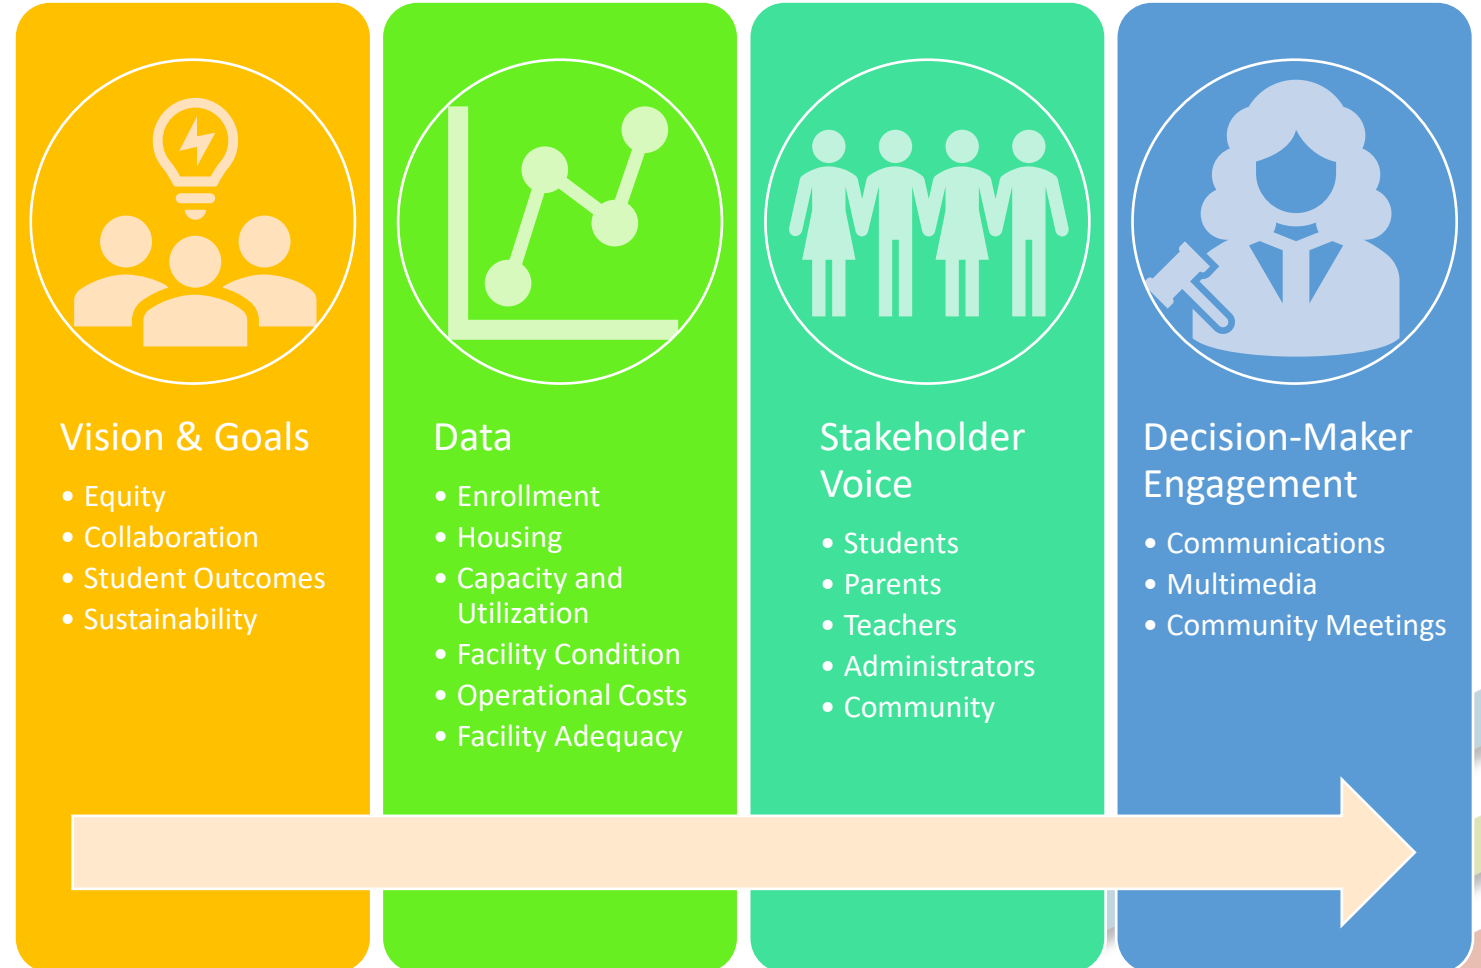 Vision & Goals
• Equity
• Collaboration
• Student Outcomes
• Sustainability
Data
• Enrollment
• Housing
• Capacity and
Utilization
• Facility Condition
• Operational Costs
• Facility Adequacy
Stakeholder
Voice
• Students
• Parents
• Teachers
• Administrators
• Community
Decision-Maker
Engagement
• Communications
• Multimedia
• Community Meetings